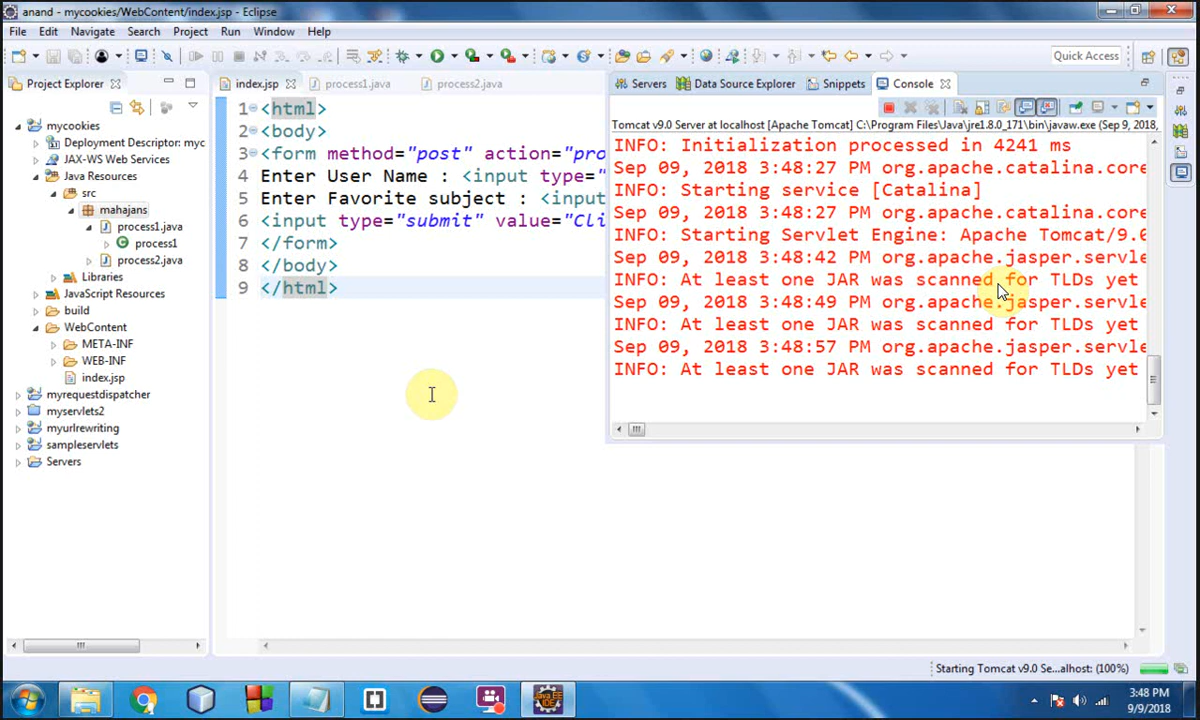 anand - mycookies/WebContent/index.jsp - Eclipse
File Edit Navigate Search Project Run Window Help
Quick Access
Project Explorer
mycookies
Deployment Descriptor: myc
JAX-WS Web Services
Java Resources
src
mahajans
process1.java
process1
process2.java
Libraries
JavaScript Resources
build
WebContent
META-INF
WEB-INF
index.jsp
myrequestdispatcher
myservlets2
myurlrewriting
sampleservlets
Servers
index.jsp process1.java process2.java
1 <html>
2 <body>
3 <form method="post" action="pro
4 Enter User Name : <input type="
5 Enter Favorite subject : <input
6 <input type="submit" value="Cli
7 </form>
8 </body>
9 </html>
Servers Data Source Explorer Snippets Console
Tomcat v9.0 Server at localhost [Apache Tomcat] C:\Program Files\Java\jre1.8.0_171\bin\javaw.exe (Sep 9, 2018,
INFO: Initialization processed in 4241 ms
Sep 09, 2018 3:48:27 PM org.apache.catalina.core
INFO: Starting service [Catalina]
Sep 09, 2018 3:48:27 PM org.apache.catalina.core
INFO: Starting Servlet Engine: Apache Tomcat/9.0
Sep 09, 2018 3:48:42 PM org.apache.jasper.servle
INFO: At least one JAR was scanned for TLDs yet
Sep 09, 2018 3:48:49 PM org.apache.jasper.servle
INFO: At least one JAR was scanned for TLDs yet
Sep 09, 2018 3:48:57 PM org.apache.jasper.servle
INFO: At least one JAR was scanned for TLDs yet
Starting Tomcat v9.0 Se...alhost: (100%)
Java EE
IDE
3:48 PM
9/9/2018